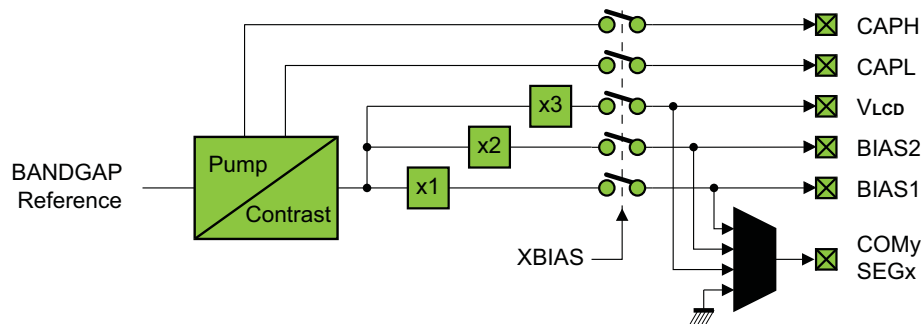 CAPH
CAPL
x3
VLCD
x2
BIAS2
BANDGAP
Reference
Pump
Contrast
x1
BIAS1
XBIAS
COMy
SEGx